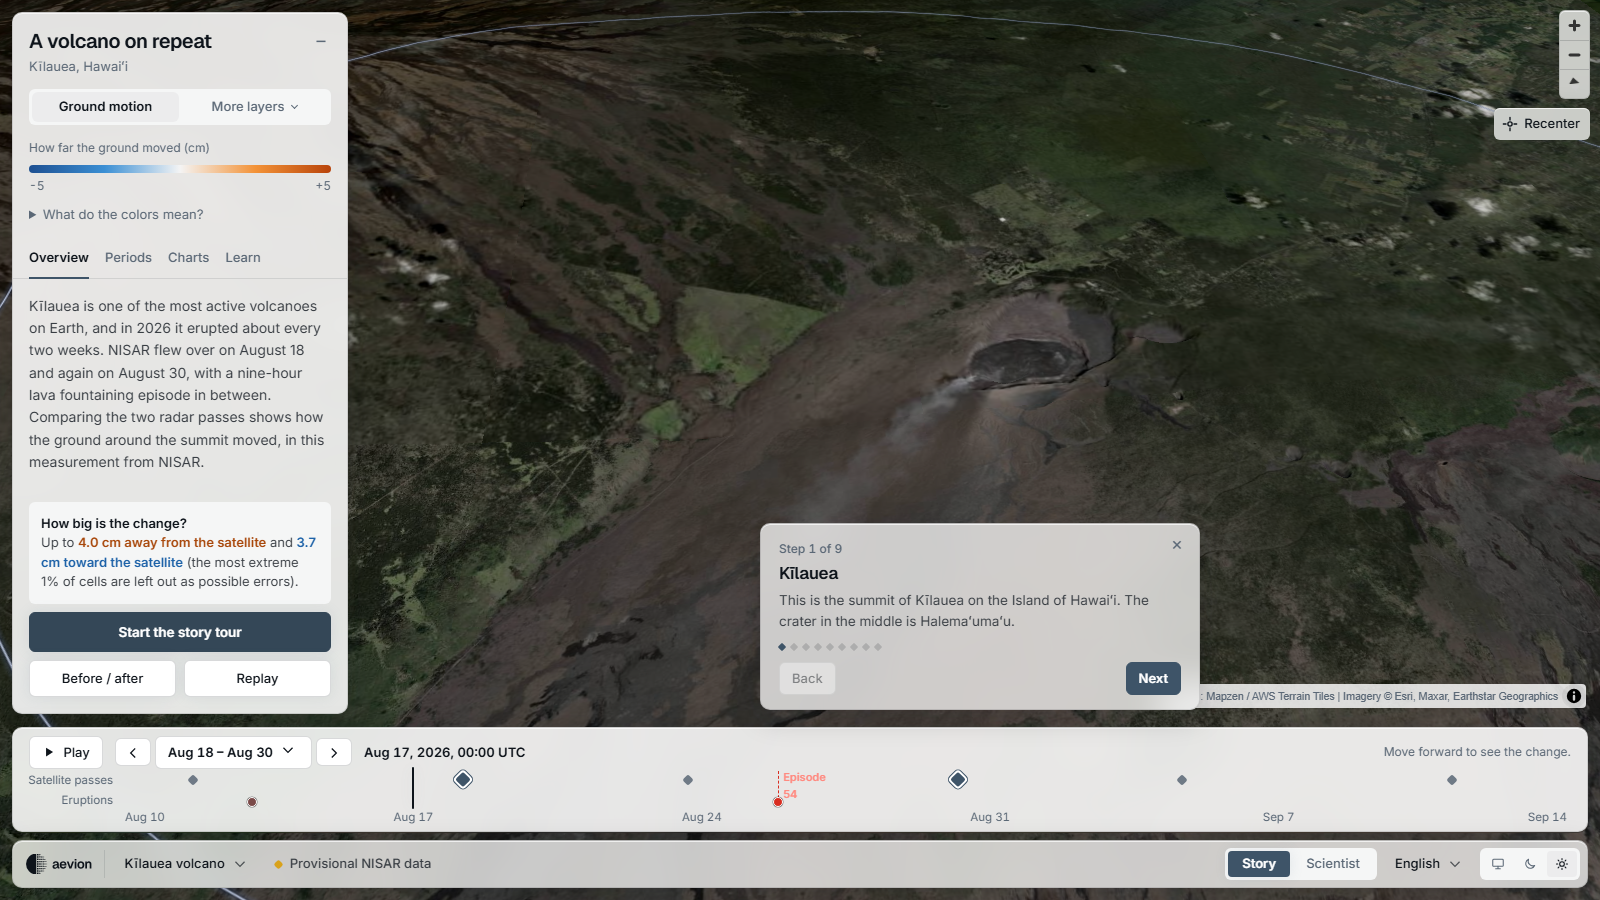 A volcano on repeat
Kīlauea, Hawaiʻi
Ground motion
More layers
How far the ground moved (cm)
-5
+5
What do the colors mean?
Overview
Periods
Charts
Learn
Kīlauea is one of the most active volcanoes
on Earth, and in 2026 it erupted about every
two weeks. NISAR flew over on August 18
and again on August 30, with a nine-hour
lava fountaining episode in between.
Comparing the two radar passes shows how
the ground around the summit moved, in this
measurement from NISAR.
How big is the change?
Up to 4.0 cm away from the satellite and 3.7
cm toward the satellite (the most extreme
1% of cells are left out as possible errors).
Start the story tour
Before / after
Replay
Recenter
Step 1 of 9
Kīlauea
This is the summit of Kīlauea on the Island of Hawaiʻi. The
crater in the middle is Halemaʻumaʻu.
Back
Next
: Mapzen / AWS Terrain Tiles | Imagery © Esri, Maxar, Earthstar Geographics
Play
Aug 18 – Aug 30
Aug 17, 2026, 00:00 UTC
Move forward to see the change.
Satellite passes
Eruptions
Episode
54
Aug 10
Aug 17
Aug 24
Aug 31
Sep 7
Sep 14
aevion
Kīlauea volcano
Provisional NISAR data
Story
Scientist
English